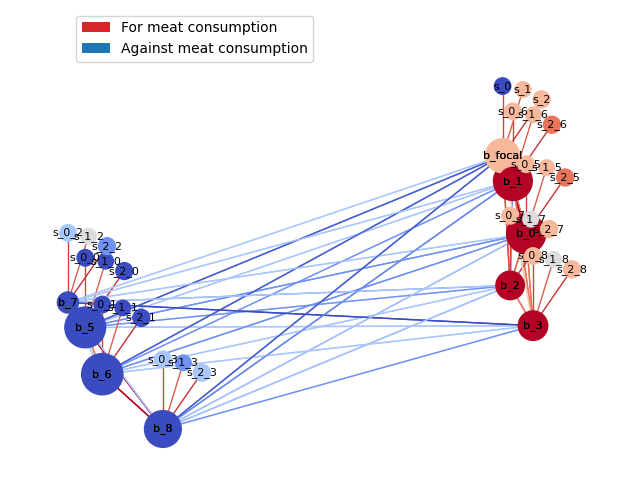 For meat consumption
Against meat consumption
s_0
s_1
s_2
s_0_6
s_1_6
s_2_6
b_focal
s_0_5
s_1_5
s_2_5
b_1
s_0_7
s_1_7
s_2_7
b_0
s_0_8
s_1_8
s_2_8
b_2
b_3
s_0_2
s_1_2
s_2_2
s_0_0
s_1_0
s_2_0
b_7
s_0_1
s_1_1
s_2_1
b_5
b_6
s_0_3
s_1_3
s_2_3
b_8